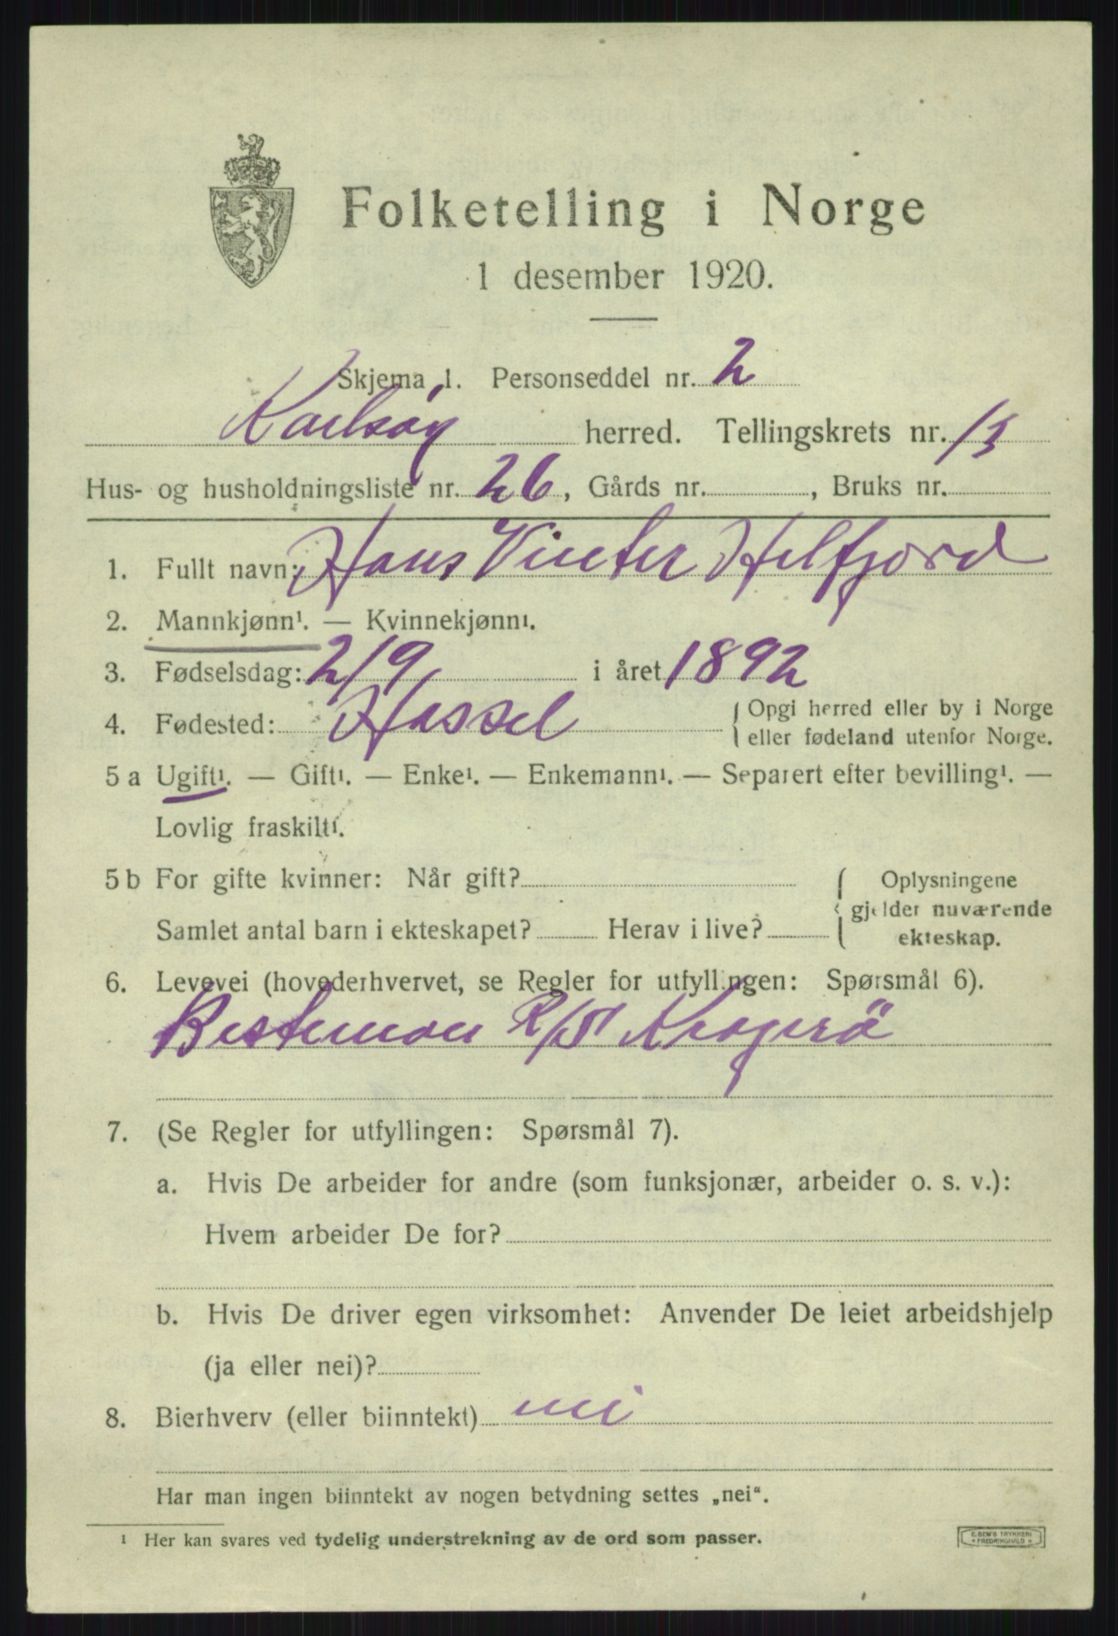 Folketelling i Norge
1 desember 1920.
Skjema 1. Personseddel nr. 2
Karlsøy herred. Tellingskrets nr. 13
Hus- og husholdningsliste nr. 26, Gårds nr. , Bruks nr.
1. Fullt navn: Hans Vinter Helfjord
2. Mannkjønn¹. — Kvinnekjønn¹.
3. Fødselsdag: 2/9 i året 1892
4. Fødested: Hassel { Opgi herred eller by i Norge
eller fødeland utenfor Norge.
5 a Ugift¹. — Gift¹. — Enke¹. — Enkemann¹. — Separert efter bevilling¹. —
Lovlig fraskilt¹.
5 b For gifte kvinner: Når gift? { Oplysningene
gjelder nuværende
Samlet antal barn i ekteskapet? Herav i live? ekteskap.
6. Levevei (hovederhvervet, se Regler for utfyllingen: Spørsmål 6).
Bestman R/S Kragerö
7. (Se Regler for utfyllingen: Spørsmål 7).
a. Hvis De arbeider for andre (som funksjonær, arbeider o. s. v.):
Hvem arbeider De for?
b. Hvis De driver egen virksomhet: Anvender De leiet arbeidshjelp
(ja eller nei)?
8. Bierhverv (eller biinntekt) nei
Har man ingen biinntekt av nogen betydning settes „nei“.
¹ Her kan svares ved tydelig understrekning av de ord som passer.